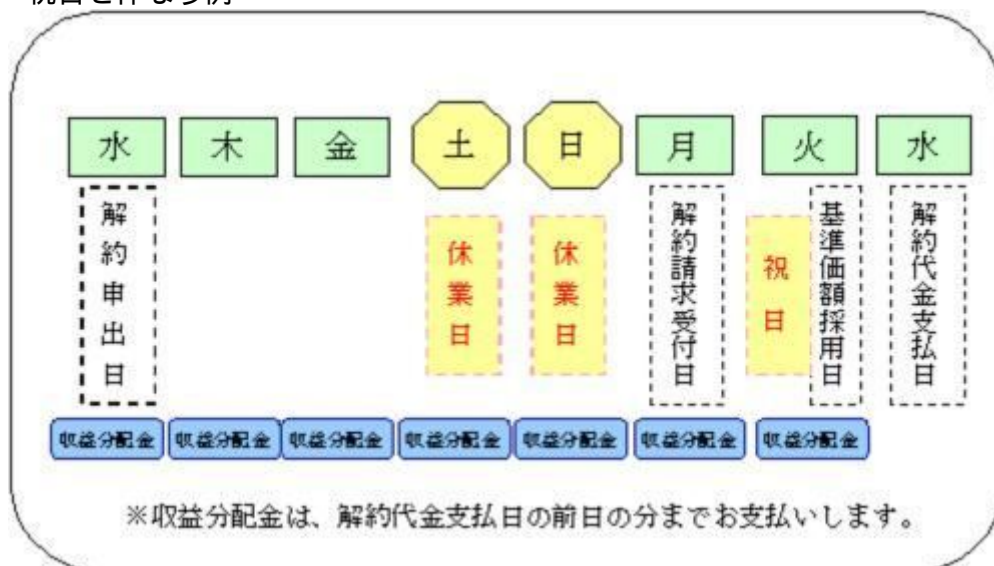 祝日を伴なう例
水 木 金 土 日 月 火 水
解約申出日
休業日
休業日
解約請求受付日
祝日
基準価額採用日
解約代金支払日
収益分配金 収益分配金 収益分配金 収益分配金 収益分配金 収益分配金 収益分配金
※収益分配金は、解約代金支払日の前日の分までお支払いします。